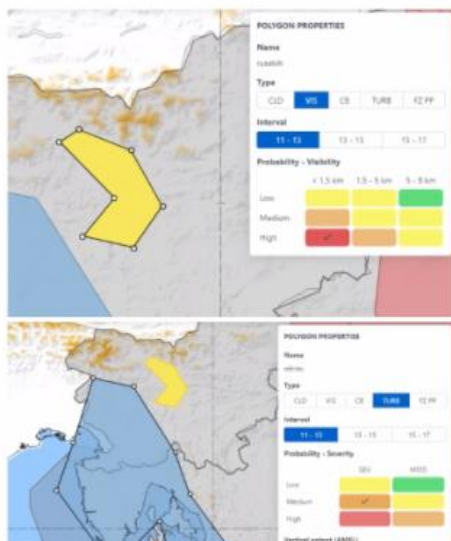 POLYGON PROPERTIES
Name
Type
CLD VIS CB TURB FZ PP
Interval
11 - 13 13 - 15 15 - 17
Probability - Visibility
< 1,5 km 1,5 - 5 km 5 - 8 km
Low
Medium
High
POLYGON PROPERTIES
Name
Type
CLD VIS CB TURB FZ PP
Interval
11 - 13 13 - 15 15 - 17
Probability - Severity
SEV
Low
Medium
High